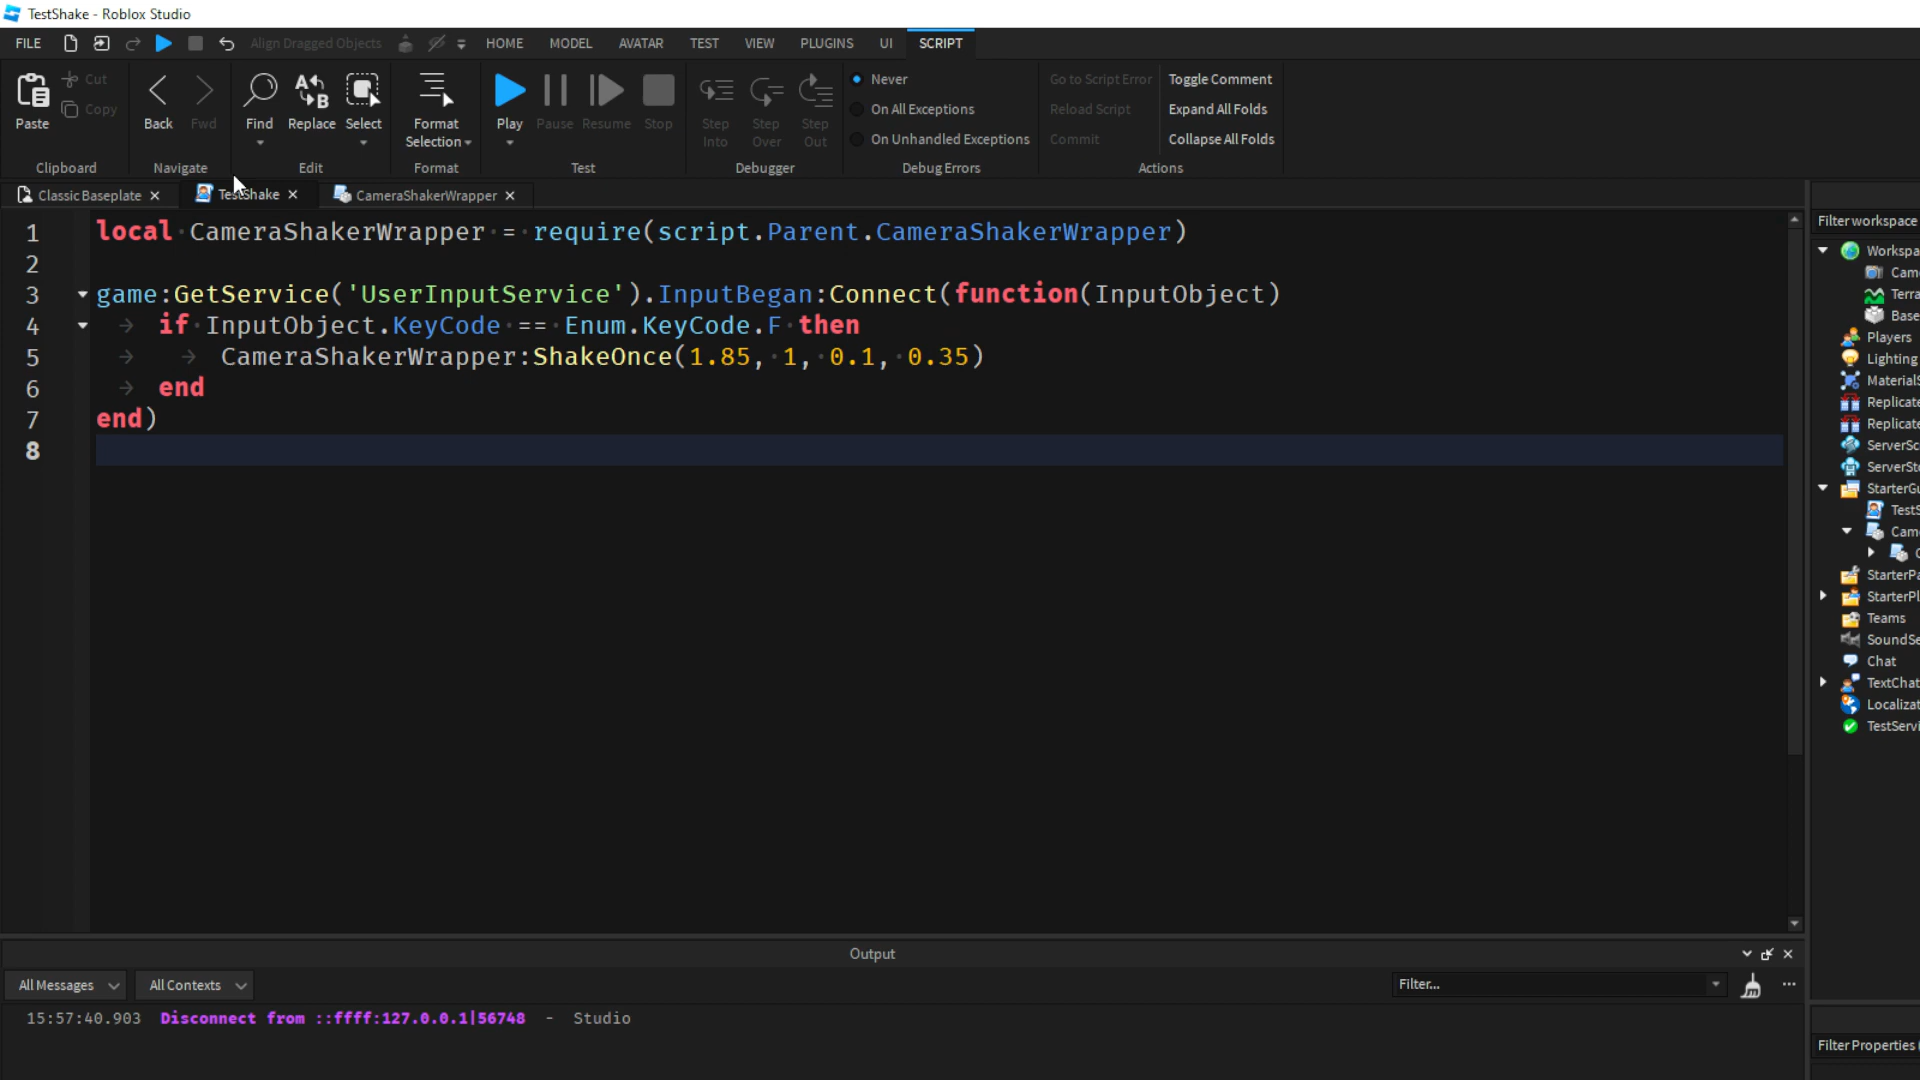 TestShake - Roblox Studio
FILE Align Dragged Objects HOME MODEL AVATAR TEST VIEW PLUGINS UI SCRIPT
Paste Cut Copy
Clipboard
Back Fwd
Navigate
Find Replace Select
Edit
Format Selection
Format
Play Pause Resume Stop
Test
Step Into Step Over Step Out
Debugger
Never
On All Exceptions
On Unhandled Exceptions
Debug Errors
Go to Script Error Toggle Comment
Reload Script Expand All Folds
Commit Collapse All Folds
Actions
Classic Baseplate TestShake CameraShakerWrapper
1 local CameraShakerWrapper = require(script.Parent.CameraShakerWrapper)
2
3 game:GetService('UserInputService').InputBegan:Connect(function(InputObject)
4 if InputObject.KeyCode == Enum.KeyCode.F then
5 CameraShakerWrapper:ShakeOnce(1.85, 1, 0.1, 0.35)
6 end
7 end)
8
Filter workspace
Workspa
Came
Terra
Base
Players
Lighting
MaterialS
Replicate
Replicate
ServerSc
ServerSto
StarterGu
TestS
Cam
C
StarterPa
StarterPl
Teams
SoundSe
Chat
TextChat
Localizat
TestServi
Output
All Messages All Contexts Filter...
15:57:40.903 Disconnect from ::ffff:127.0.0.1|56748 - Studio
Filter Properties (